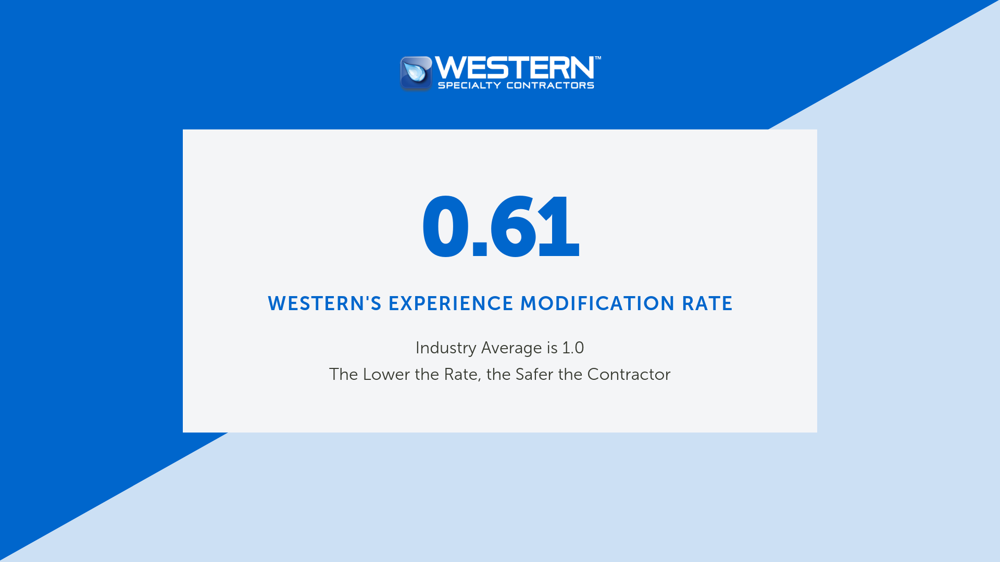 WESTERN™
SPECIALTY CONTRACTORS
0.61
WESTERN'S EXPERIENCE MODIFICATION RATE
Industry Average is 1.0
The Lower the Rate, the Safer the Contractor